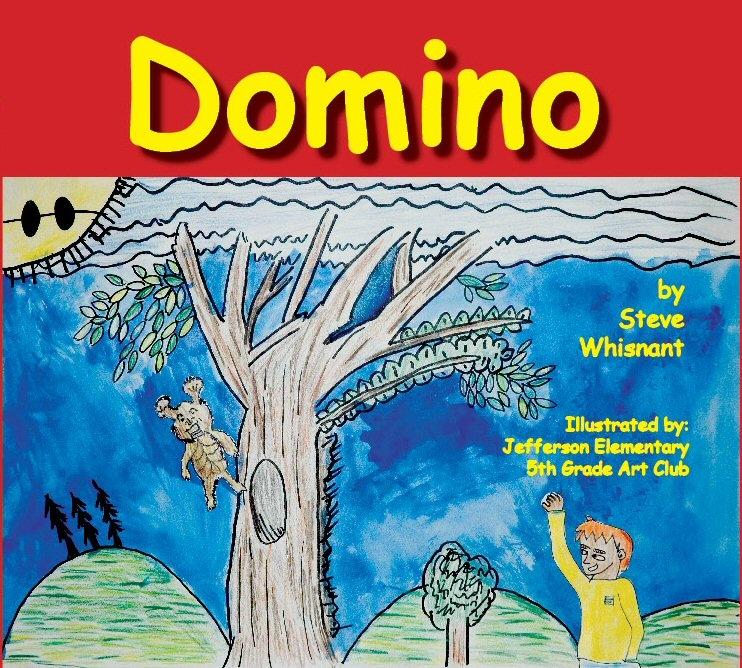 Domino
by
Steve
Whisnant
Illustrated by:
Jefferson Elementary
5th Grade Art Club